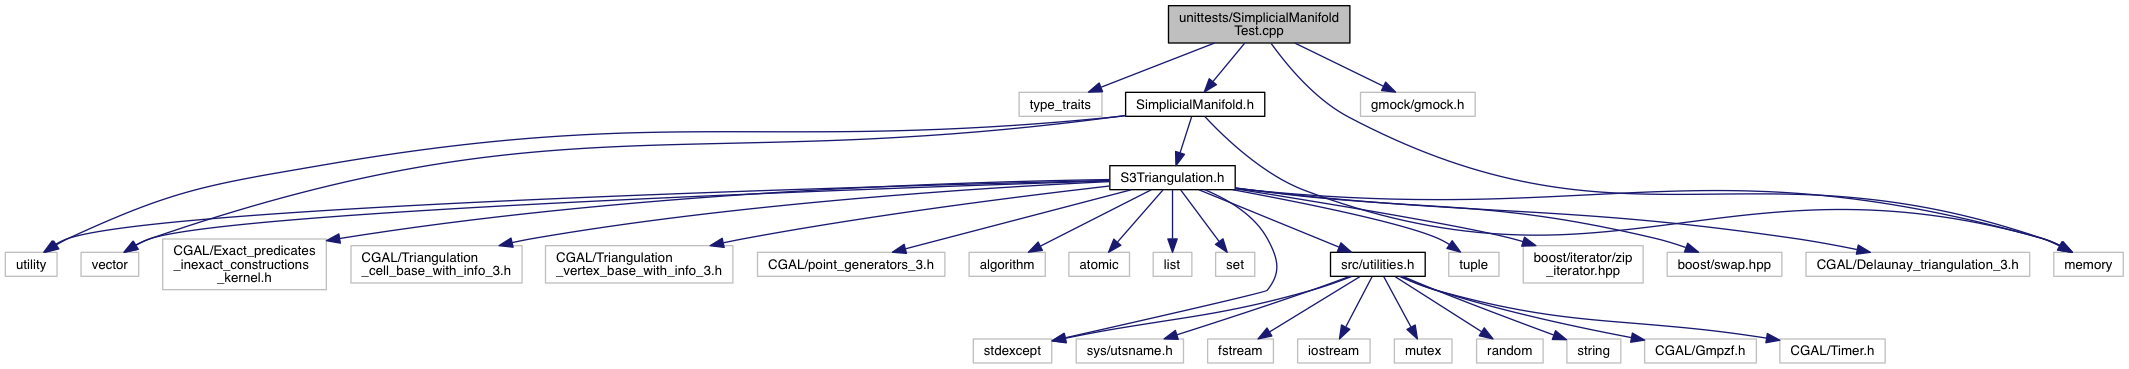 unittests/SimplicialManifold
Test.cpp
type_traits
SimplicialManifold.h
gmock/gmock.h
S3Triangulation.h
utility
vector
CGAL/Exact_predicates
_inexact_constructions
_kernel.h
CGAL/Triangulation
_cell_base_with_info_3.h
CGAL/Triangulation
_vertex_base_with_info_3.h
CGAL/point_generators_3.h
algorithm
atomic
list
set
src/utilities.h
tuple
boost/iterator/zip
_iterator.hpp
boost/swap.hpp
CGAL/Delaunay_triangulation_3.h
memory
stdexcept
sys/utsname.h
fstream
iostream
mutex
random
string
CGAL/Gmpzf.h
CGAL/Timer.h